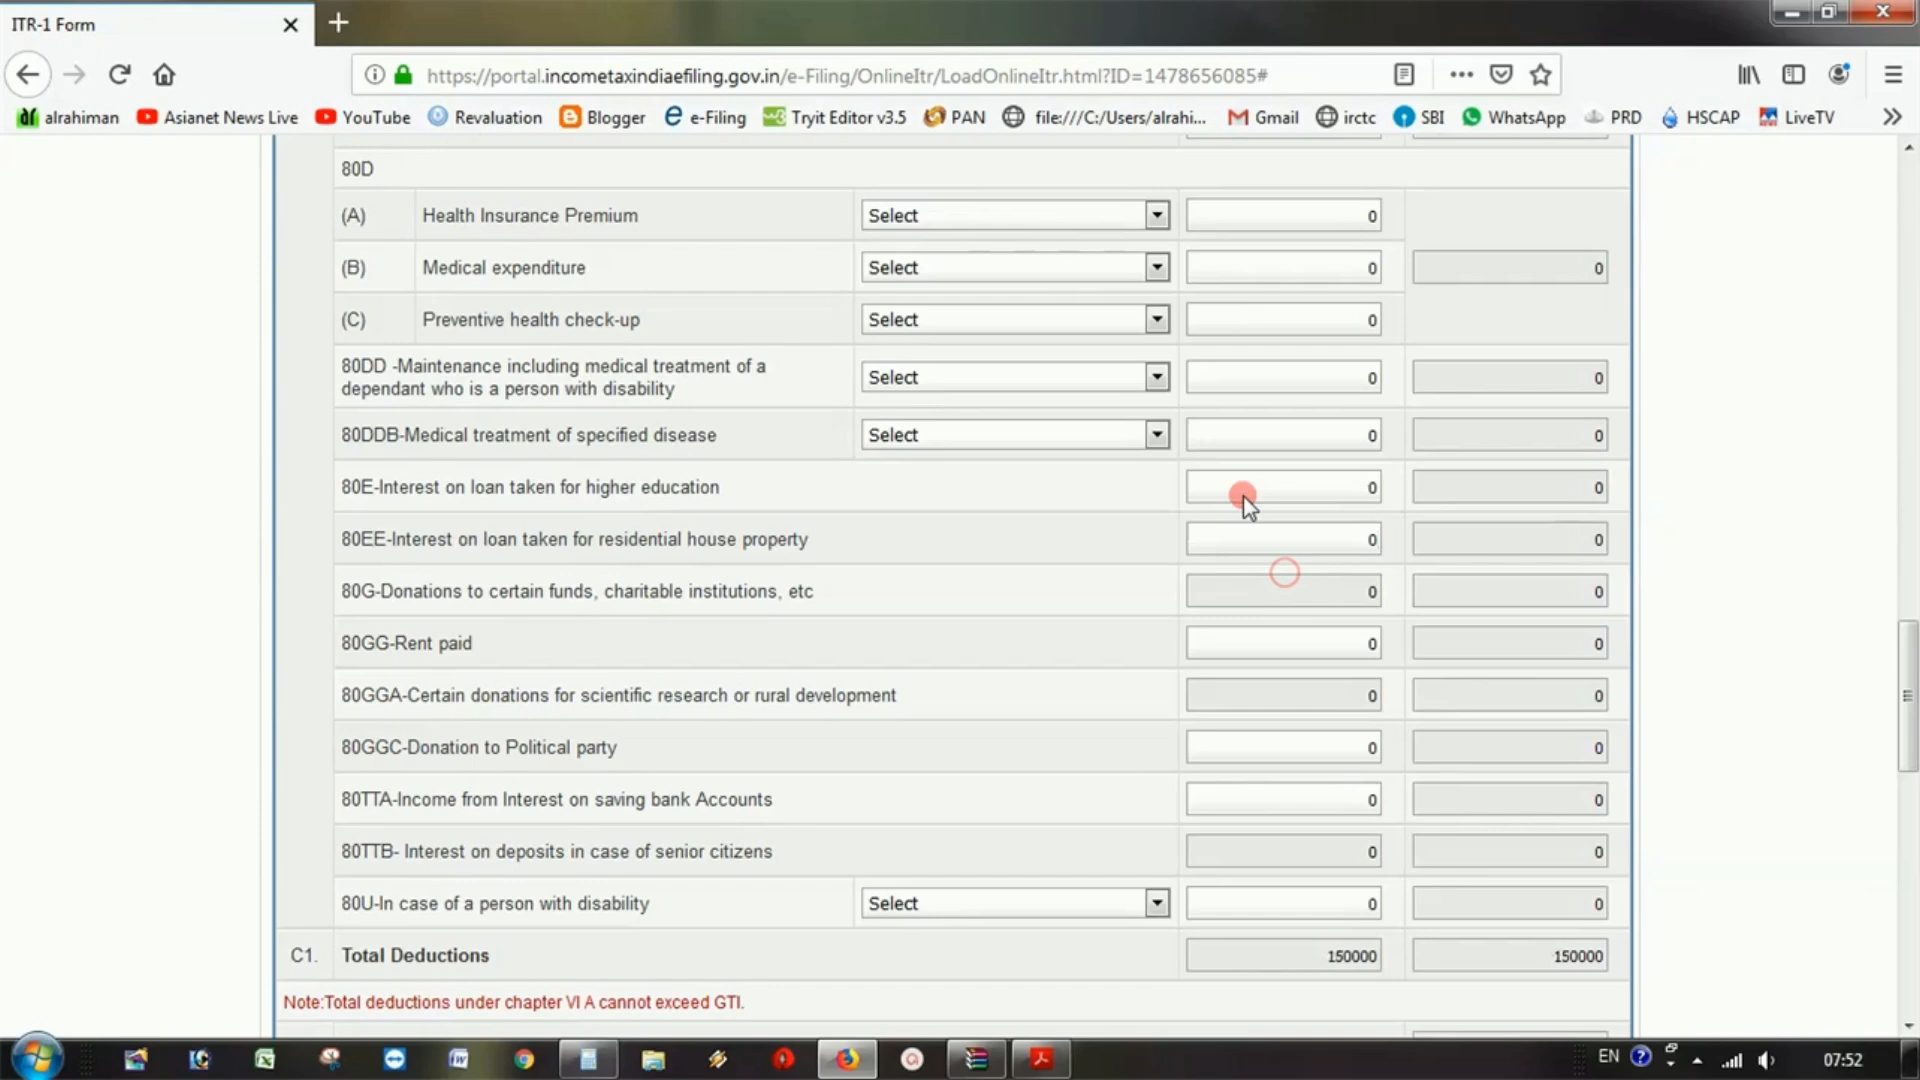 ITR-1 Form
https://portal.incometaxindiaefiling.gov.in/e-Filing/OnlineItr/LoadOnlineItr.html?ID=1478656085#
alrahiman Asianet News Live YouTube Revaluation Blogger e-Filing Tryit Editor v3.5 PAN file:///C:/Users/alrahi... Gmail irctc SBI WhatsApp PRD HSCAP LiveTV
80D
(A) Health Insurance Premium Select 0
(B) Medical expenditure Select 0 0
(C) Preventive health check-up Select 0
80DD -Maintenance including medical treatment of a
dependant who is a person with disability Select 0 0
80DDB-Medical treatment of specified disease Select 0 0
80E-Interest on loan taken for higher education 0 0
80EE-Interest on loan taken for residential house property 0 0
80G-Donations to certain funds, charitable institutions, etc 0 0
80GG-Rent paid 0 0
80GGA-Certain donations for scientific research or rural development 0 0
80GGC-Donation to Political party 0 0
80TTA-Income from Interest on saving bank Accounts 0 0
80TTB- Interest on deposits in case of senior citizens 0 0
80U-In case of a person with disability Select 0 0
C1. Total Deductions 150000 150000
Note:Total deductions under chapter VI A cannot exceed GTI.
EN 07:52